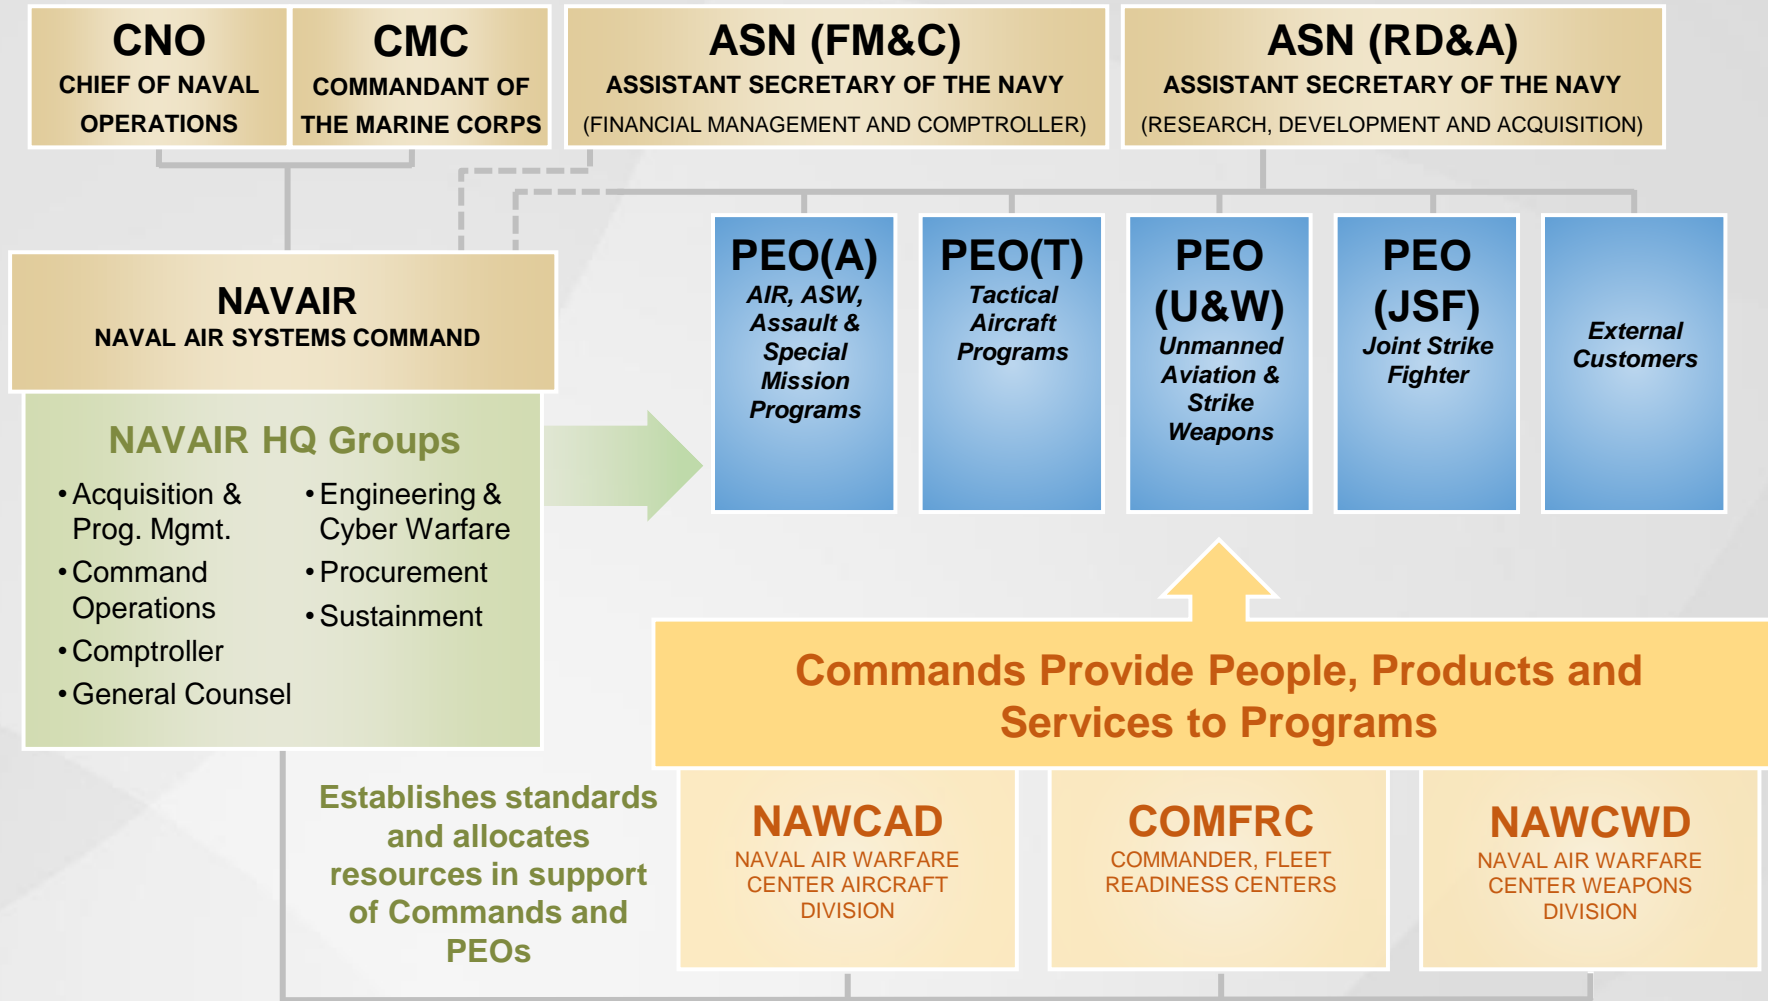 CNO
CHIEF OF NAVAL
OPERATIONS
CMC
COMMANDANT OF
THE MARINE CORPS
ASN (FM&C)
ASSISTANT SECRETARY OF THE NAVY
(FINANCIAL MANAGEMENT AND COMPTROLLER)
ASN (RD&A)
ASSISTANT SECRETARY OF THE NAVY
(RESEARCH, DEVELOPMENT AND ACQUISITION)
NAVAIR
NAVAL AIR SYSTEMS COMMAND
NAVAIR HQ Groups
• Acquisition &
Prog. Mgmt.
• Command
Operations
• Comptroller
• General Counsel
• Engineering &
Cyber Warfare
• Procurement
• Sustainment
PEO(A)
AIR, ASW,
Assault &
Special
Mission
Programs
PEO(T)
Tactical
Aircraft
Programs
PEO
(U&W)
Unmanned
Aviation &
Strike
Weapons
PEO
(JSF)
Joint Strike
Fighter
External
Customers
Commands Provide People, Products and
Services to Programs
Establishes standards
and allocates
resources in support
of Commands and
PEOs
NAWCAD
NAVAL AIR WARFARE
CENTER AIRCRAFT
DIVISION
COMFRC
COMMANDER, FLEET
READINESS CENTERS
NAWCWD
NAVAL AIR WARFARE
CENTER WEAPONS
DIVISION